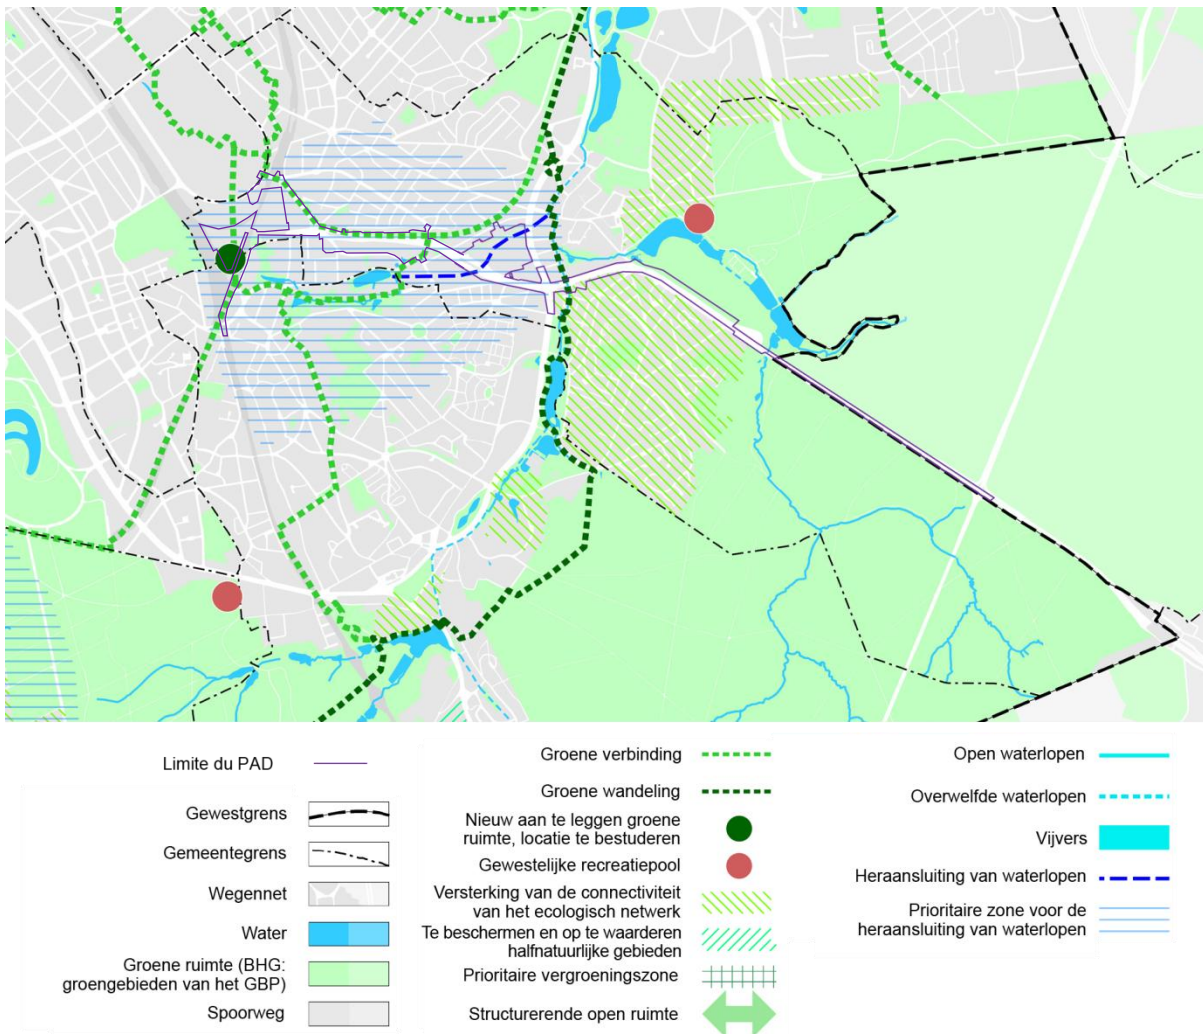 Limite du PAD
Gewestgrens
Gemeentegrens
Wegennet
Water
Groene ruimte (BHG:
groengebieden van het GBP)
Spoorweg
Groene verbinding
Groene wandeling
Nieuw aan te leggen groene
ruimte, locatie te bestuderen
Gewestelijke recreatiepool
Versterking van de connectiviteit
van het ecologisch netwerk
Te beschermen en op te waarderen
halfnatuurlijke gebieden
Prioritaire vergroeningszone
Structurerende open ruimte
Open waterlopen
Overwelfde waterlopen
Vijvers
Heraansluiting van waterlopen
Prioritaire zone voor de
heraansluiting van waterlopen